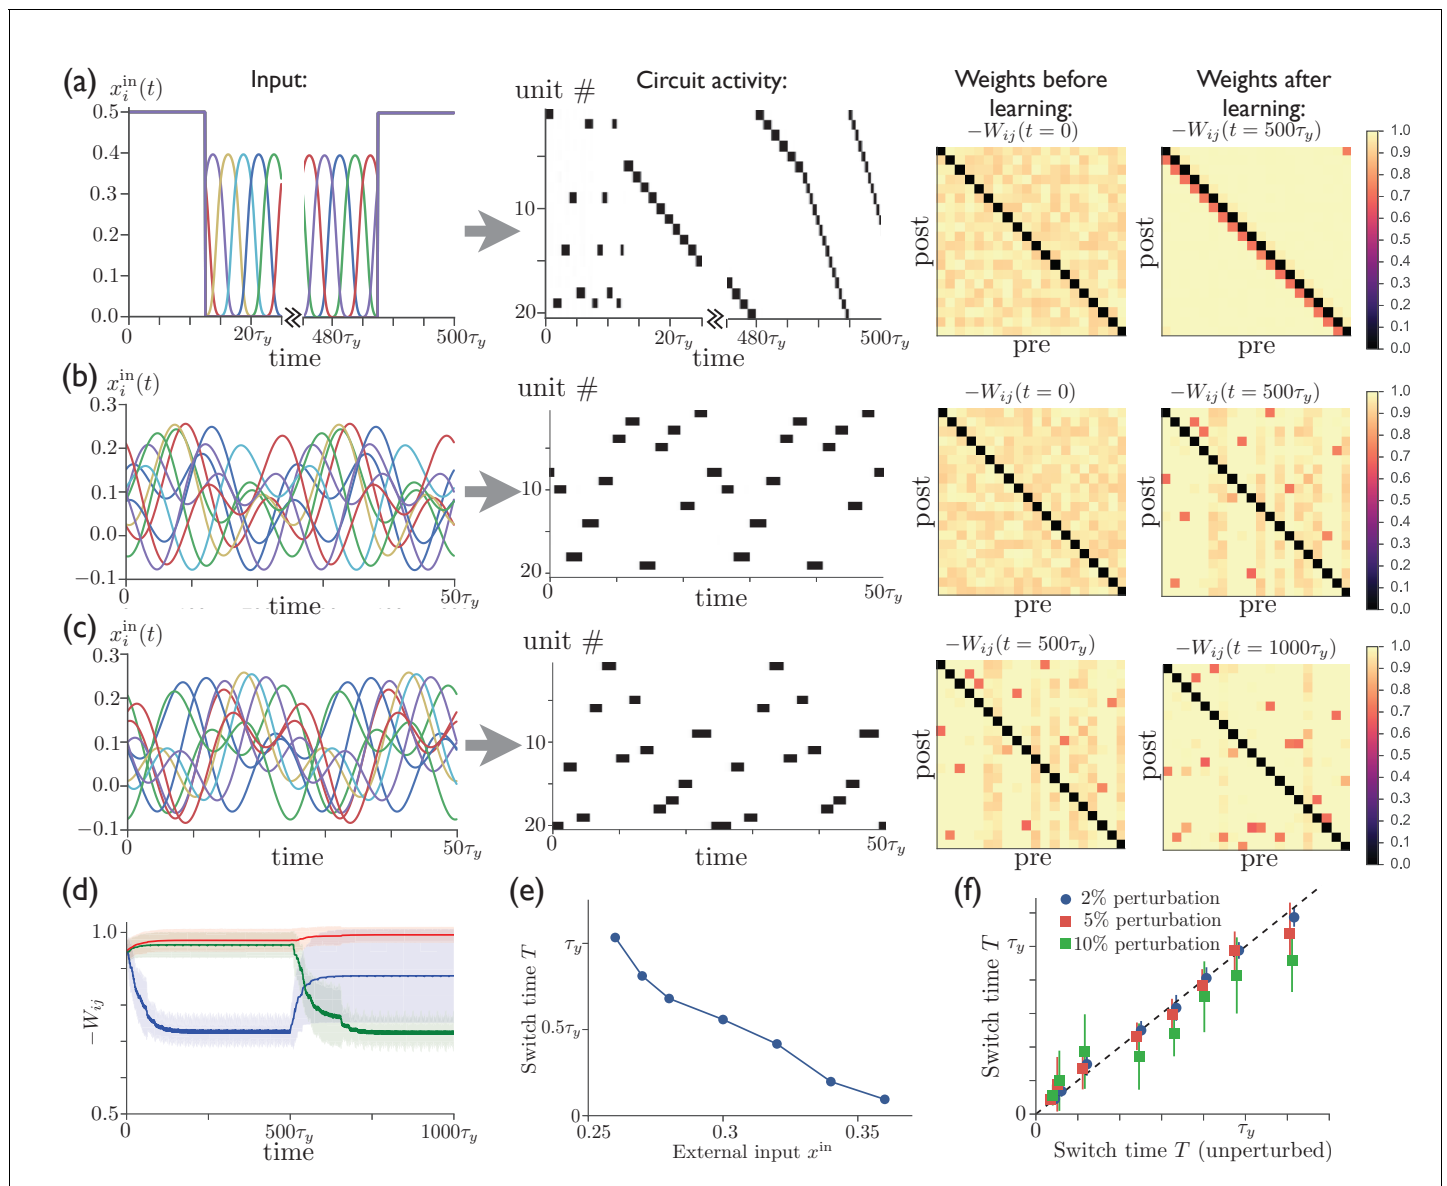 (a)
Input:
x_i^in(t)
0.5
0.4
0.3
0.2
0.1
0.0
20τ_y
480τ_y
500τ_y
time
Circuit activity:
unit #
10
20
20τ_y
480τ_y
500τ_y
time
Weights before
learning:
−W_ij(t = 0)
post
pre
Weights after
learning:
−W_ij(t = 500τ_y)
post
pre
1.0
0.9
0.8
0.7
0.6
0.5
0.4
0.3
0.2
0.1
0.0
(b)
x_i^in(t)
0.3
0.2
0.1
0.0
−0.1
0
50τ_y
time
unit #
10
20
0
50τ_y
time
−W_ij(t = 0)
post
pre
−W_ij(t = 500τ_y)
post
pre
1.0
0.9
0.8
0.7
0.6
0.5
0.4
0.3
0.2
0.1
0.0
(c)
x_i^in(t)
0.3
0.2
0.1
0.0
−0.1
0
50τ_y
time
unit #
10
20
0
50τ_y
time
−W_ij(t = 500τ_y)
post
pre
−W_ij(t = 1000τ_y)
post
pre
1.0
0.9
0.8
0.7
0.6
0.5
0.4
0.3
0.2
0.1
0.0
(d)
−W_ij
1.0
0.5
0
500τ_y
1000τ_y
time
(e)
Switch time T
τ_y
0.5τ_y
0
0.25
0.3
0.35
External input x^in
(f)
2% perturbation
5% perturbation
10% perturbation
Switch time T
τ_y
0
0
τ_y
Switch time T (unperturbed)